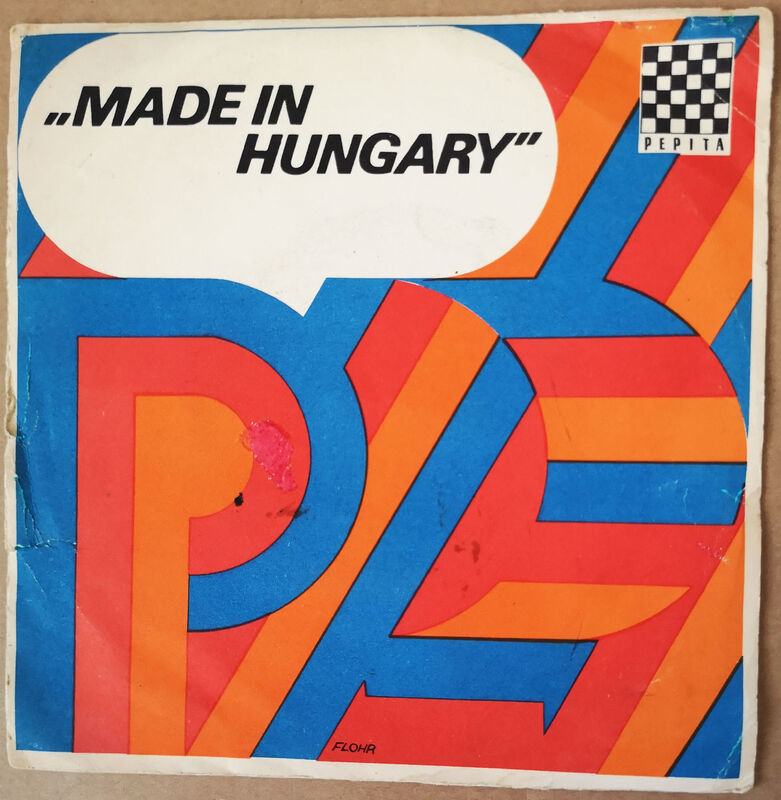 „MADE IN
HUNGARY”
PEPITA
FLOHR